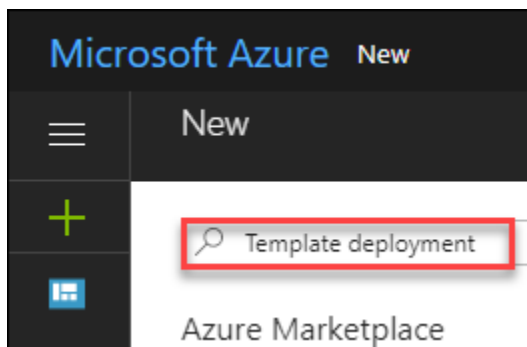 Microsoft Azure New
New
Template deployment
Azure Marketplace